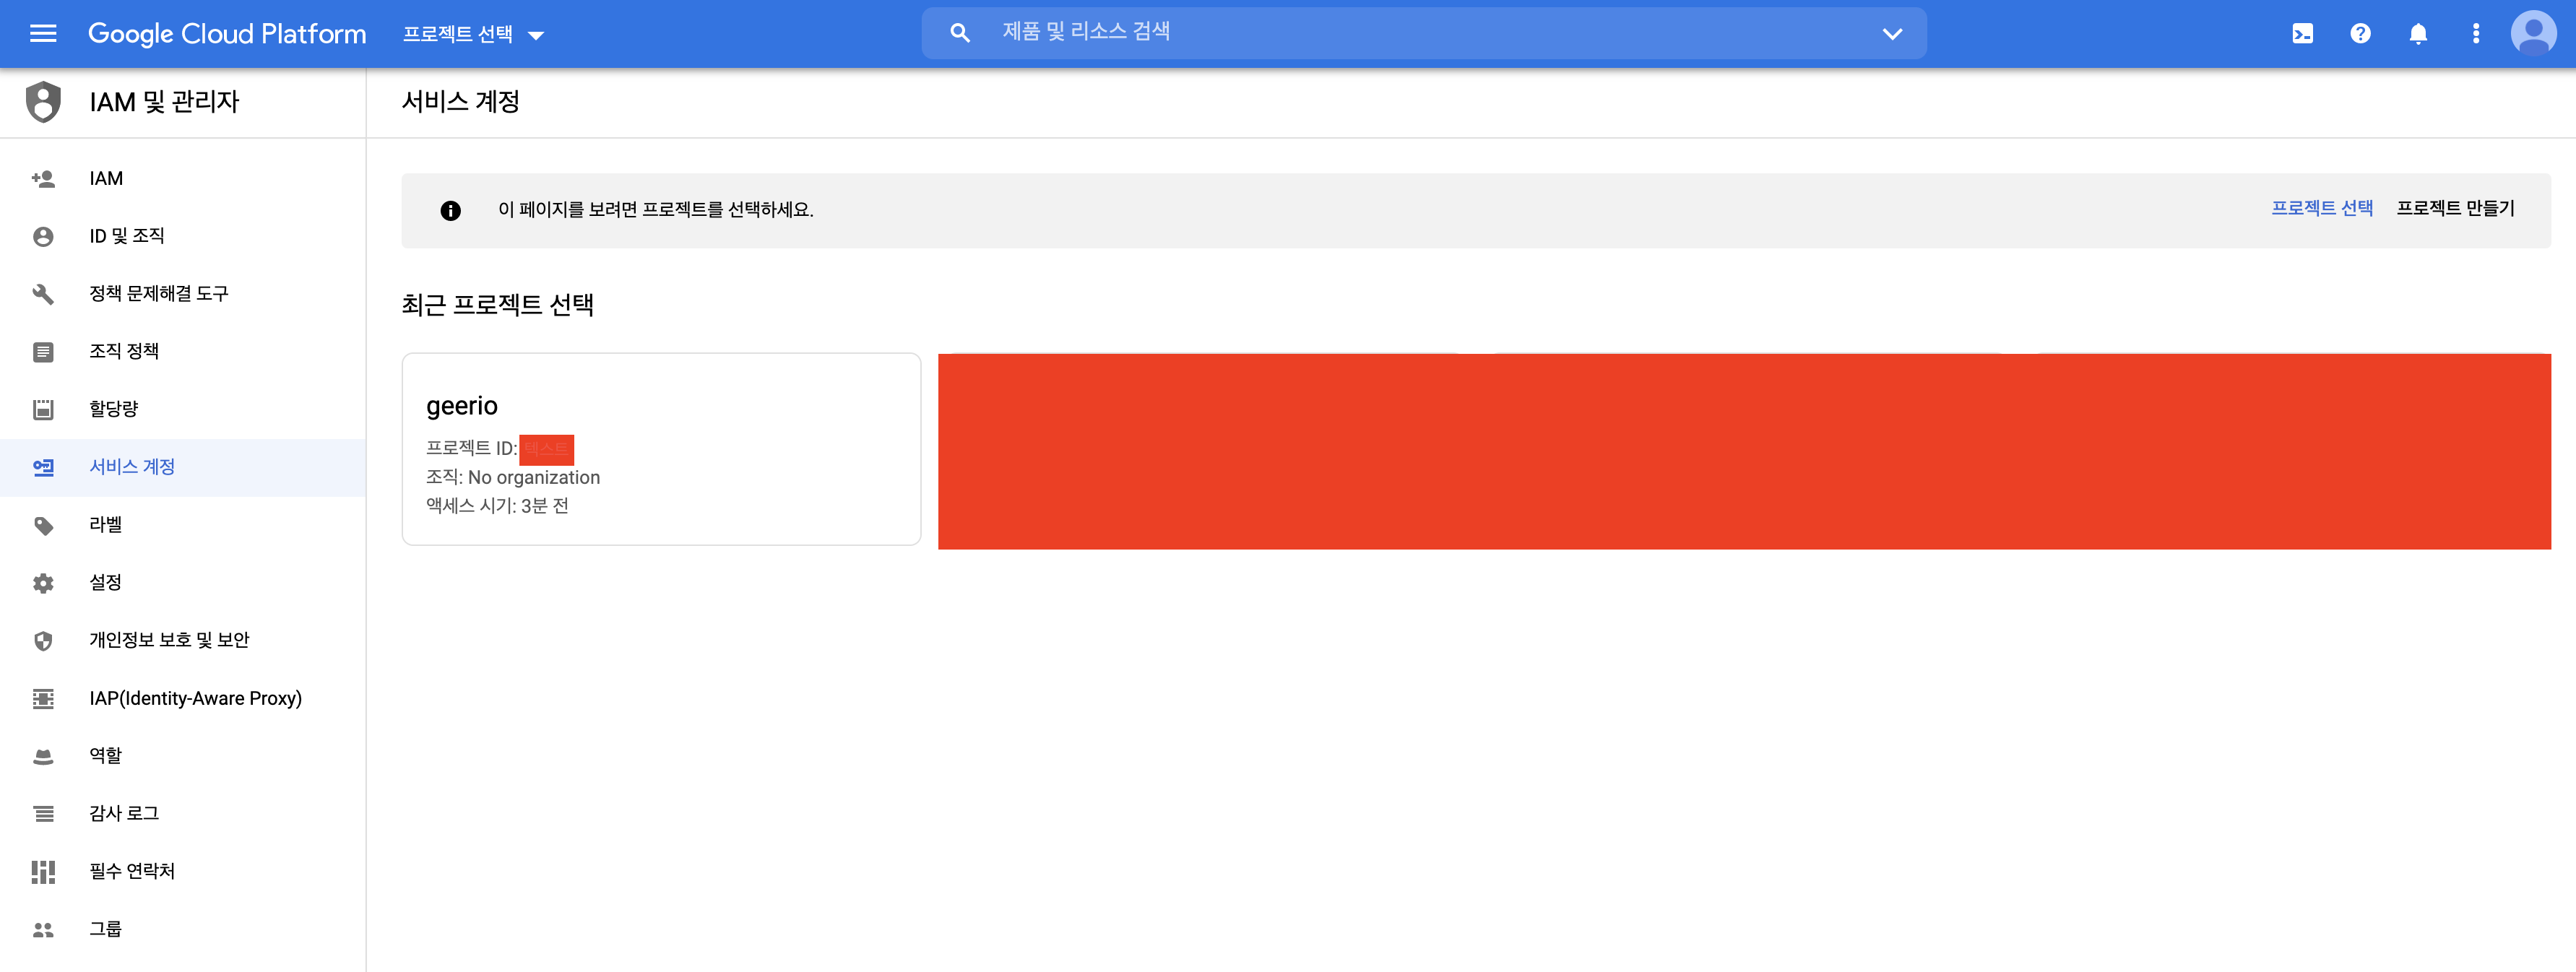 Google Cloud Platform
프로젝트 선택
제품 및 리소스 검색
IAM 및 관리자
서비스 계정
IAM
ID 및 조직
정책 문제해결 도구
조직 정책
할당량
서비스 계정
라벨
설정
개인정보 보호 및 보안
IAP(Identity-Aware Proxy)
역할
감사 로그
필수 연락처
그룹
이 페이지를 보려면 프로젝트를 선택하세요.
프로젝트 선택
프로젝트 만들기
최근 프로젝트 선택
geerio
프로젝트 ID: 텍스트
조직: No organization
액세스 시기: 3분 전